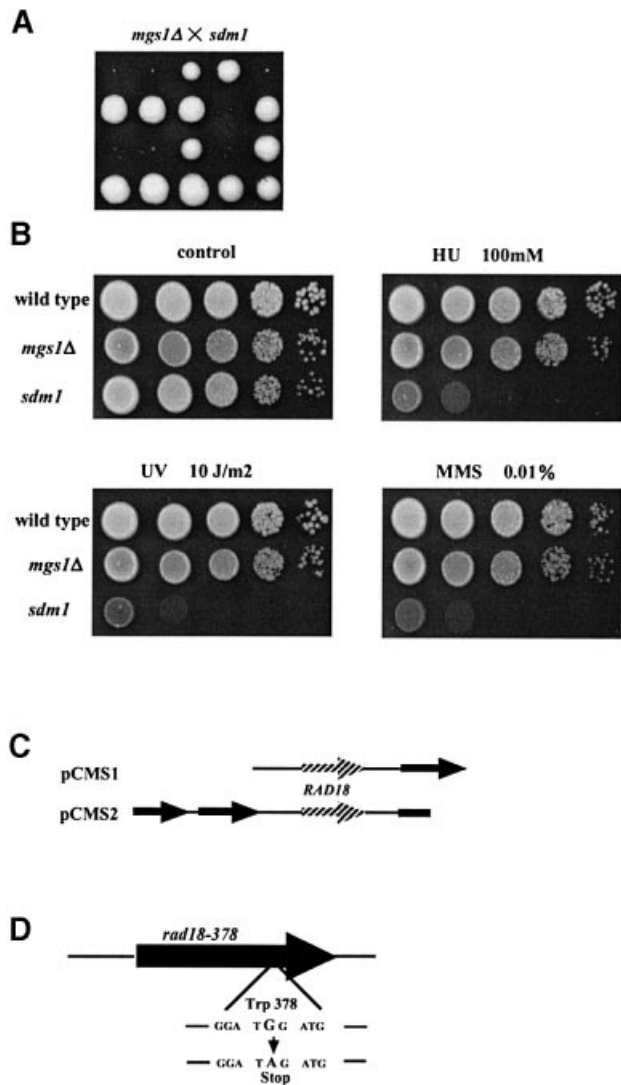 A
mgs1Δ X sdm1
B
control
HU 100mM
wild type
mgs1Δ
sdm1
UV 10 J/m2
MMS 0.01%
wild type
mgs1Δ
sdm1
C
pCMS1
RAD18
pCMS2
D
rad18-378
Trp 378
GGA TGG ATG
GGA TAG ATG
Stop